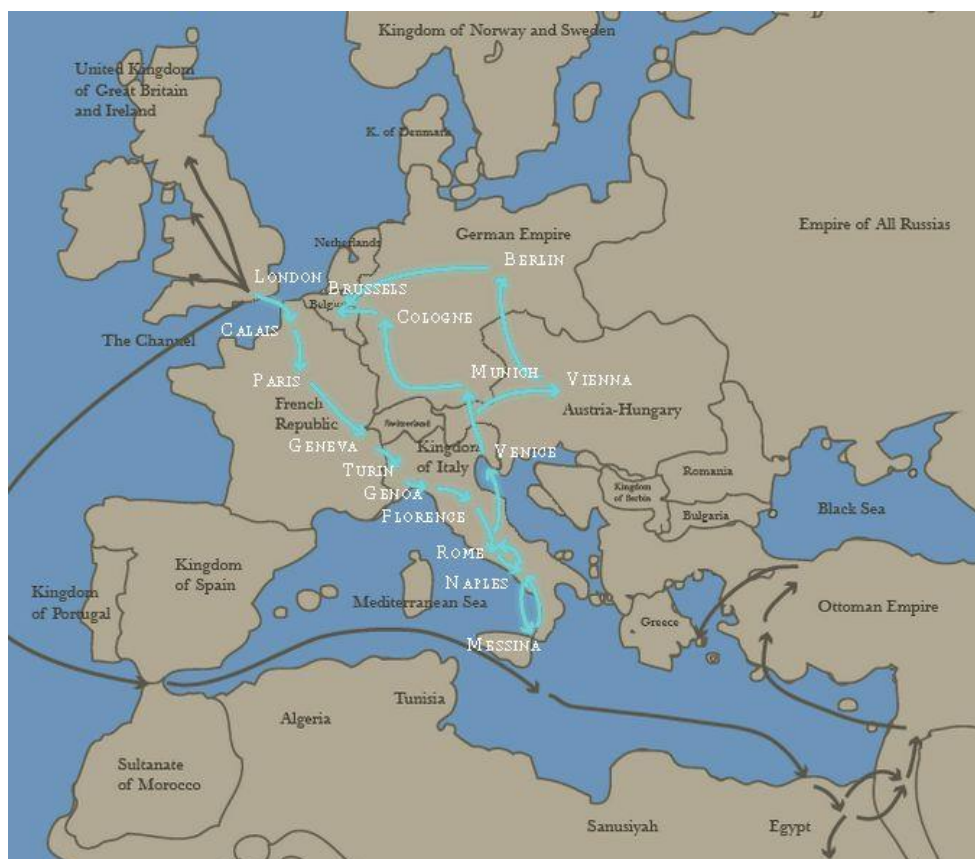 Kingdom of Norway and Sweden
United Kingdom
of Great Britain
and Ireland
K. of Denmark
Empire of All Russias
Netherlands
German Empire
BERLIN
LONDON
BRUSSELS
COLOGNE
CALAIS
The Channel
PARIS
MUNICH
VIENNA
French
Republic
Switzerland
Austria-Hungary
GENEVA
Kingdom
of Italy
VENICE
TURIN
GENOA
FLORENCE
Romania
Kingdom
of Serbia
Bulgaria
Black Sea
ROME
NAPLES
Kingdom
of Spain
Kingdom
of Portugal
Mediterranean Sea
Greece
Ottoman Empire
MESSINA
Tunisia
Algeria
Sultanate
of Morocco
Sanusiyah
Egypt